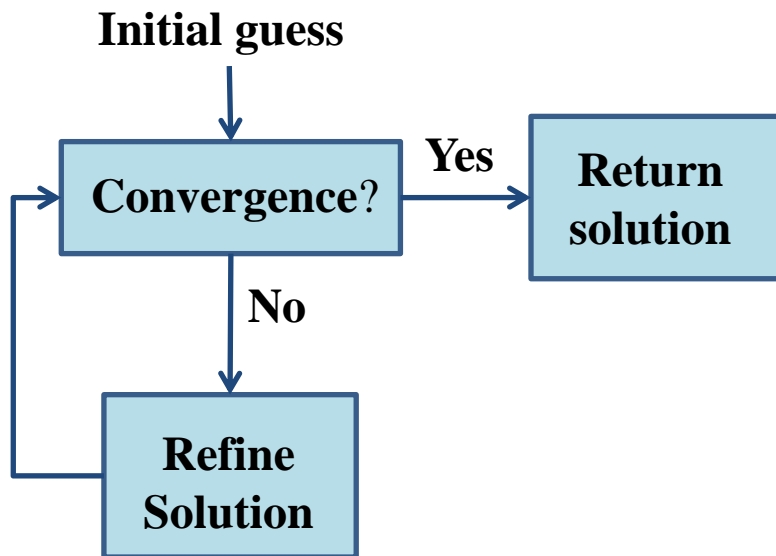 Initial guess
Convergence?
Yes
Return
solution
No
Refine
Solution